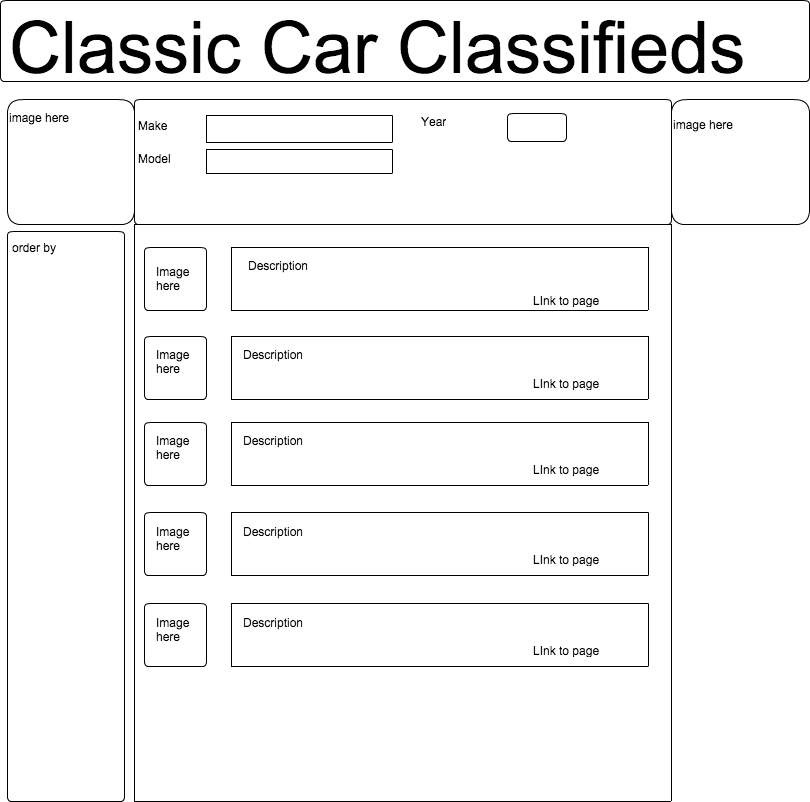 Classic Car Classifieds
image here
Make
Year
image here
Model
order by
Image
here
Description
LInk to page
Image
here
Description
LInk to page
Image
here
Description
LInk to page
Image
here
Description
LInk to page
Image
here
Description
LInk to page